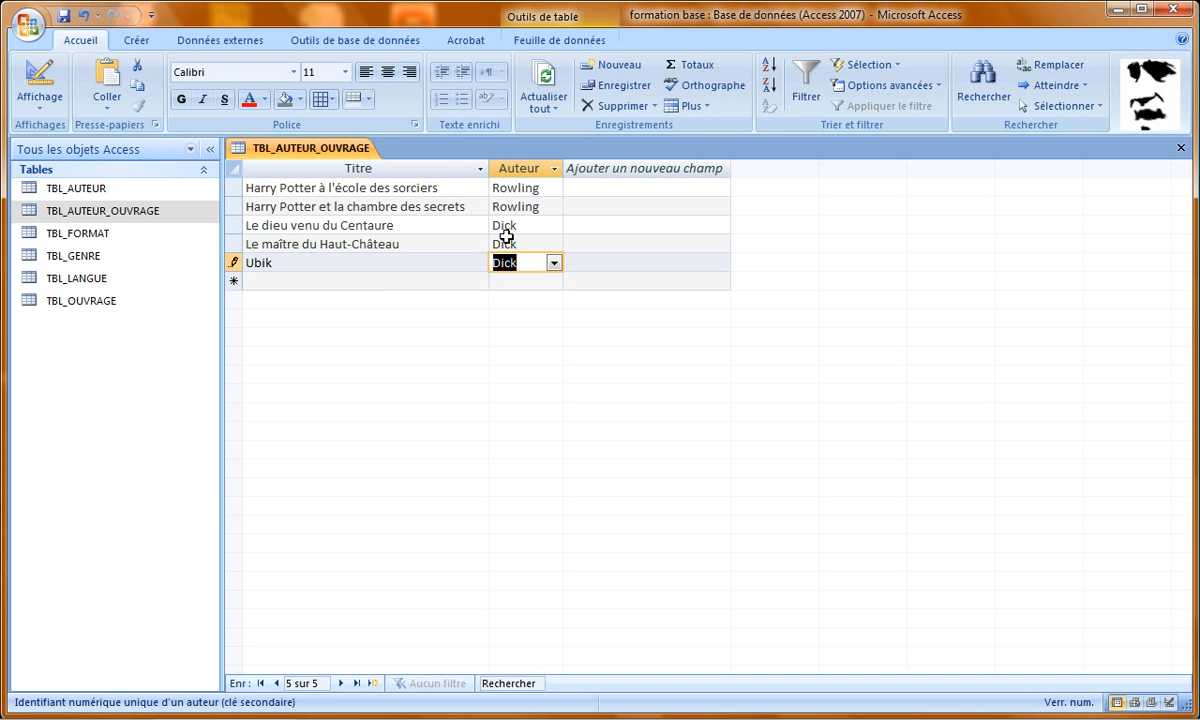 Outils de table
formation base : Base de données (Access 2007) - Microsoft Access
Accueil
Créer
Données externes
Outils de base de données
Acrobat
Feuille de données
Affichage
Affichages
Coller
Presse-papiers
Calibri
11
G I S
A
Police
Texte enrichi
Actualiser tout
Nouveau
Enregistrer
Supprimer
Totaux
Orthographe
Plus
Enregistrements
Filtrer
Sélection
Options avancées
Appliquer le filtre
Trier et filtrer
Rechercher
Remplacer
Atteindre
Sélectionner
Rechercher
Tous les objets Access
Tables
TBL_AUTEUR
TBL_AUTEUR_OUVRAGE
TBL_FORMAT
TBL_GENRE
TBL_LANGUE
TBL_OUVRAGE
TBL_AUTEUR_OUVRAGE
Titre Auteur Ajouter un nouveau champ
Harry Potter à l'école des sorciers Rowling
Harry Potter et la chambre des secrets Rowling
Le dieu venu du Centaure Dick
Le maître du Haut-Château Dick
Ubik Dick
Enr : 5 sur 5 Aucun filtre Rechercher
Identifiant numérique unique d'un auteur (clé secondaire) Verr. num.